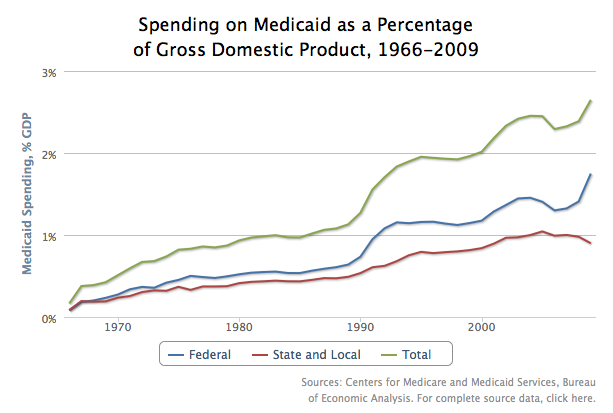 Spending on Medicaid as a Percentage
of Gross Domestic Product, 1966–2009
Medicaid Spending, % GDP
3%
2%
1%
0%
1970
1980
1990
2000
Federal
State and Local
Total
Sources: Centers for Medicare and Medicaid Services, Bureau
of Economic Analysis. For complete source data, click here.